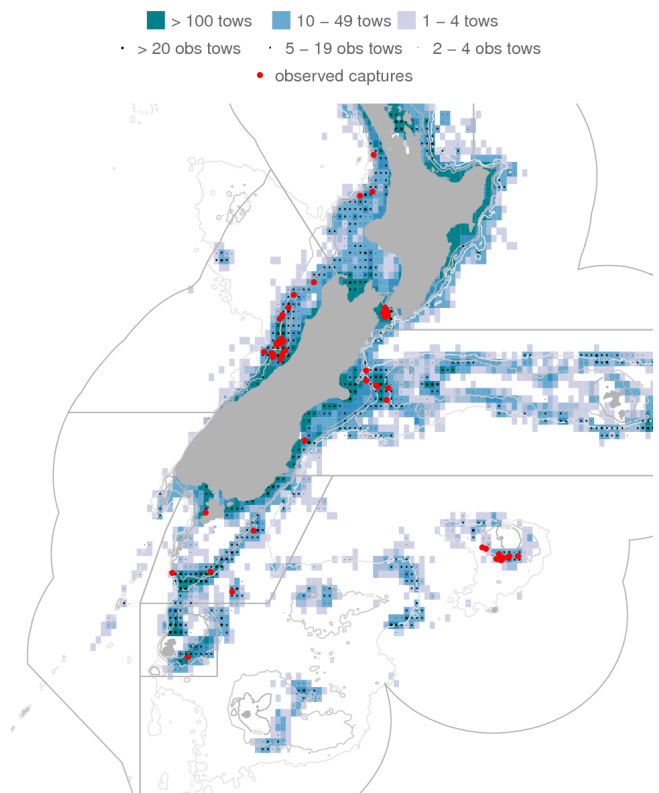 > 100 tows 10 − 49 tows 1 − 4 tows
> 20 obs tows 5 − 19 obs tows 2 − 4 obs tows
observed captures